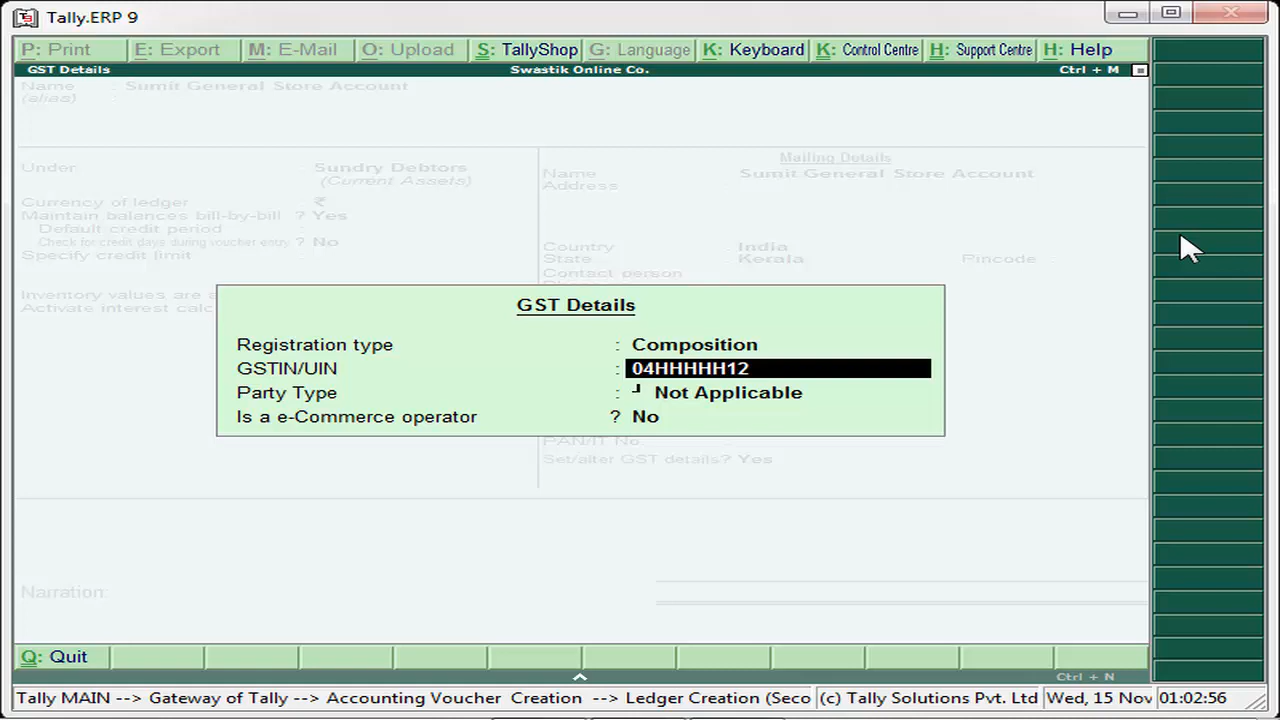 Tally.ERP 9
P: Print E: Export M: E-Mail O: Upload S: TallyShop G: Language K: Keyboard K: Control Centre H: Support Centre H: Help
GST Details Swastik Online Co. Ctrl + M
Name : Sumit General Store Account
(alias) :
Mailing Details
Under : Sundry Debtors
(Current Assets)
Name : Sumit General Store Account
Address :
Currency of ledger : ₹
Maintain balances bill-by-bill ? Yes
Default credit period :
Check for credit days during voucher entry ? No
Specify credit limit :
Country : India
State : Kerala Pincode :
Contact person
Inventory values are a
Activate interest calc
GST Details
Registration type : Composition
GSTIN/UIN : 04HHHHH12
Party Type : ┘ Not Applicable
Is a e-Commerce operator ? No
PAN/IT No. :
Set/alter GST details? Yes
Narration:
Q: Quit
Ctrl + N
Tally MAIN --> Gateway of Tally --> Accounting Voucher Creation --> Ledger Creation (Seco (c) Tally Solutions Pvt. Ltd Wed, 15 Nov 01:02:56